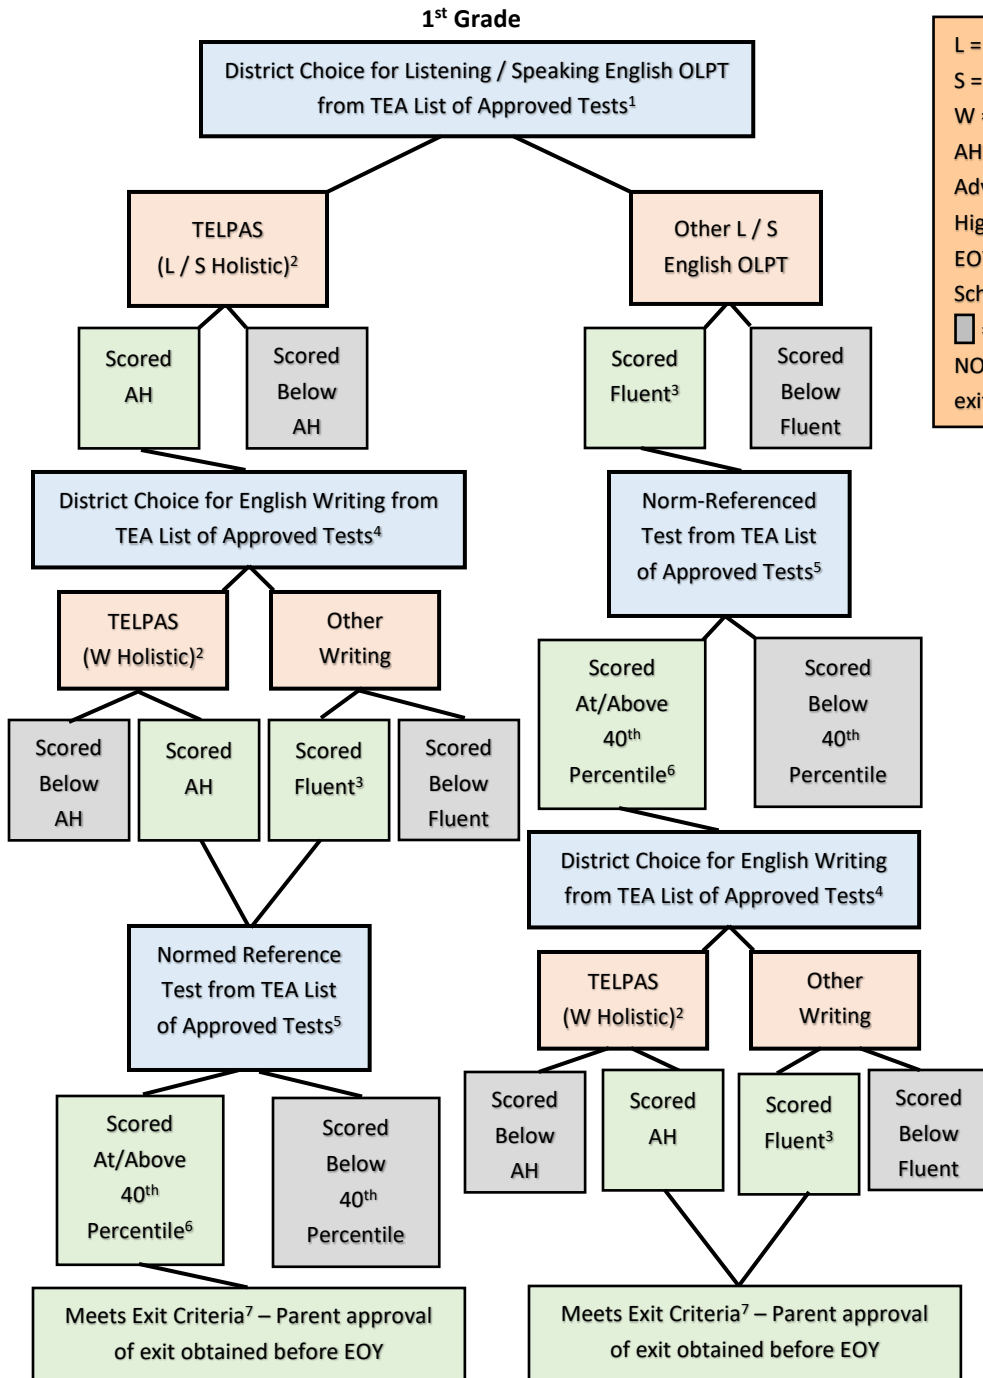 1st Grade
District Choice for Listening / Speaking English OLPT
from TEA List of Approved Tests1
L =
S =
W =
AH
Adv
Hig
EO
Sch
=
NO
exit
TELPAS
(L / S Holistic)2
Other L / S
English OLPT
Scored
AH
Scored
Below
AH
Scored
Fluent3
Scored
Below
Fluent
District Choice for English Writing from
TEA List of Approved Tests4
Norm-Referenced
Test from TEA List
of Approved Tests5
TELPAS
(W Holistic)2
Other
Writing
Scored
At/Above
40th
Percentile6
Scored
Below
40th
Percentile
Scored
Below
AH
Scored
AH
Scored
Fluent3
Scored
Below
Fluent
District Choice for English Writing
from TEA List of Approved Tests4
Normed Reference
Test from TEA List
of Approved Tests5
TELPAS
(W Holistic)2
Other
Writing
Scored
At/Above
40th
Percentile6
Scored
Below
40th
Percentile
Scored
Below
AH
Scored
AH
Scored
Fluent3
Scored
Below
Fluent
Meets Exit Criteria7 – Parent approval
of exit obtained before EOY
Meets Exit Criteria7 – Parent approval
of exit obtained before EOY